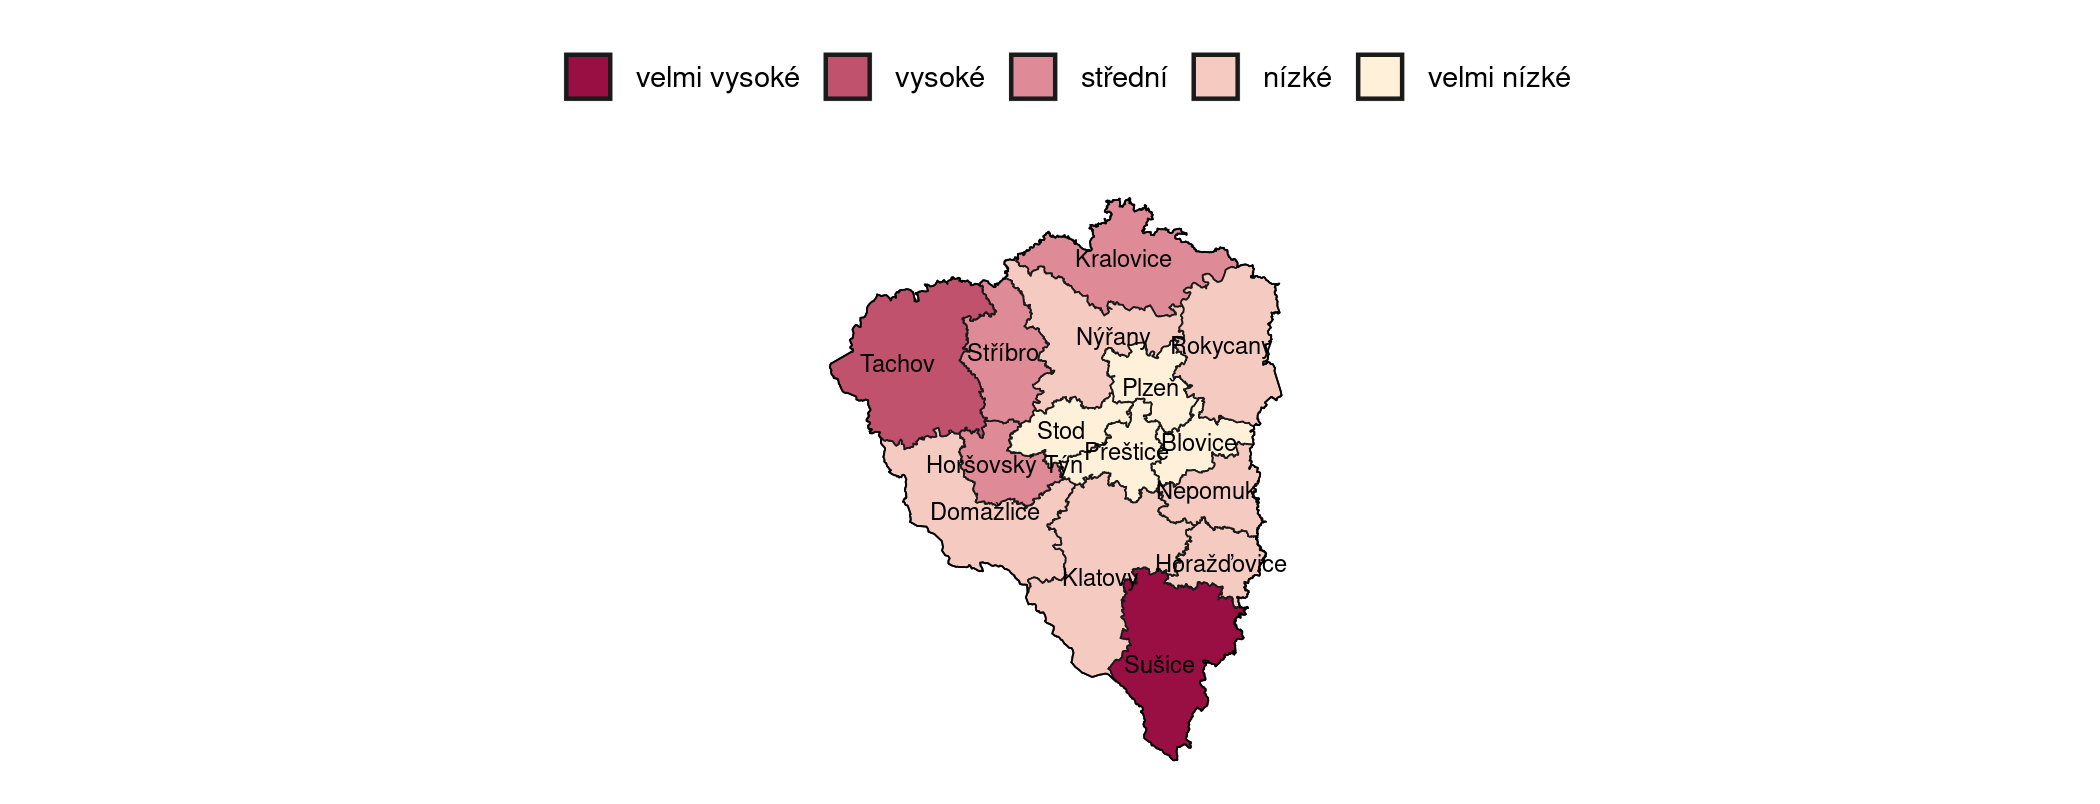 velmi vysoké
vysoké
střední
nízké
velmi nízké
Kralovice
Nýřany
Rokycany
Stříbro
Tachov
Plzeň
Stod
Blovice
Přeštice
Horšovský Týn
Nepomuk
Domažlice
Horažďovice
Klatovy
Sušice